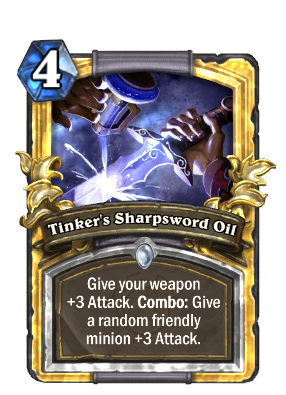 4
Tinker's Sharpsword Oil
Give your weapon
+3 Attack. Combo: Give
a random friendly
minion +3 Attack.